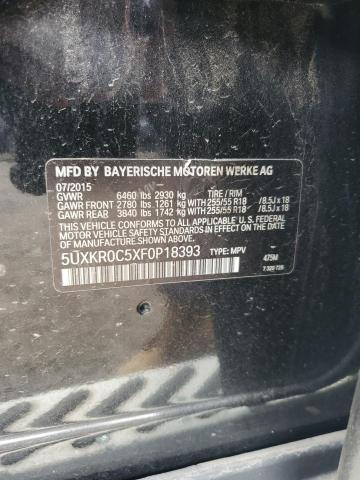 MFD BY BAYERISCHE MOTOREN WERKE AG
07/2015 TIRE / RIM
GVWR 6460 lbs 2930 kg
GAWR FRONT 2780 lbs 1261 kg WITH 255/55 R18 /8.5J x 18
GAWR REAR 3840 lbs 1742 kg WITH 255/55 R18 /8.5J x 18
THIS VEHICLE CONFORMS TO ALL APPLICABLE
U.S. FEDERAL MOTOR VEHICLE SAFETY STANDARDS
IN EFFECT ON THE DATE OF MANUFACTURE SHOWN ABOVE.
5UXKR0C5XF0P18393 TYPE: MPV 475M